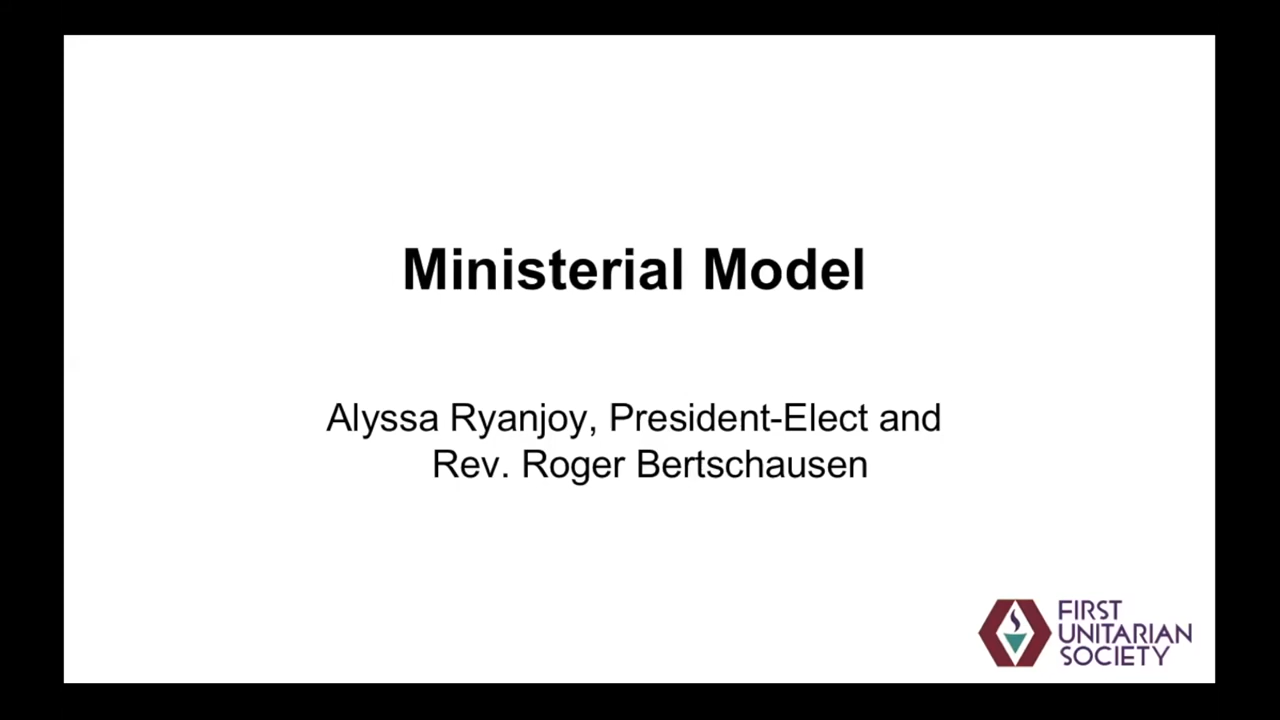 Ministerial Model
Alyssa Ryanjoy, President-Elect and
Rev. Roger Bertschausen
FIRST
UNITARIAN
SOCIETY